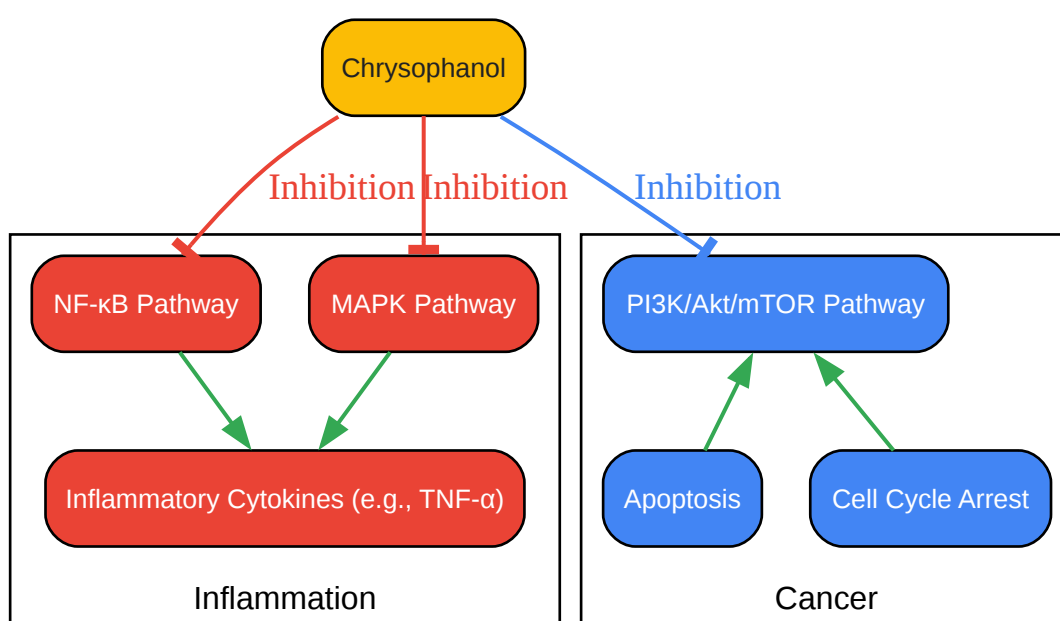 Chrysophanol
Inhibition
Inhibition
Inhibition
NF-κB Pathway
MAPK Pathway
PI3K/Akt/mTOR Pathway
Inflammatory Cytokines (e.g., TNF-α)
Apoptosis
Cell Cycle Arrest
Inflammation
Cancer